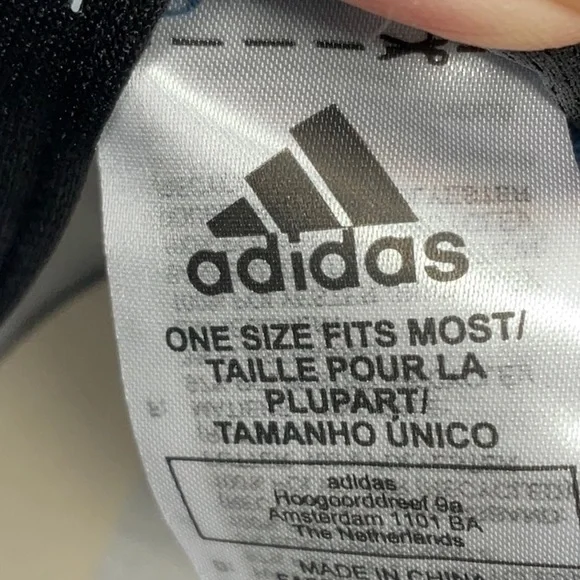 adidas
ONE SIZE FITS MOST/
TAILLE POUR LA
PLUPART/
TAMANHO ÚNICO
adidas
Hoogoorddreef 9a
Amsterdam 1101 BA
The Netherlands
MADE IN CHINA